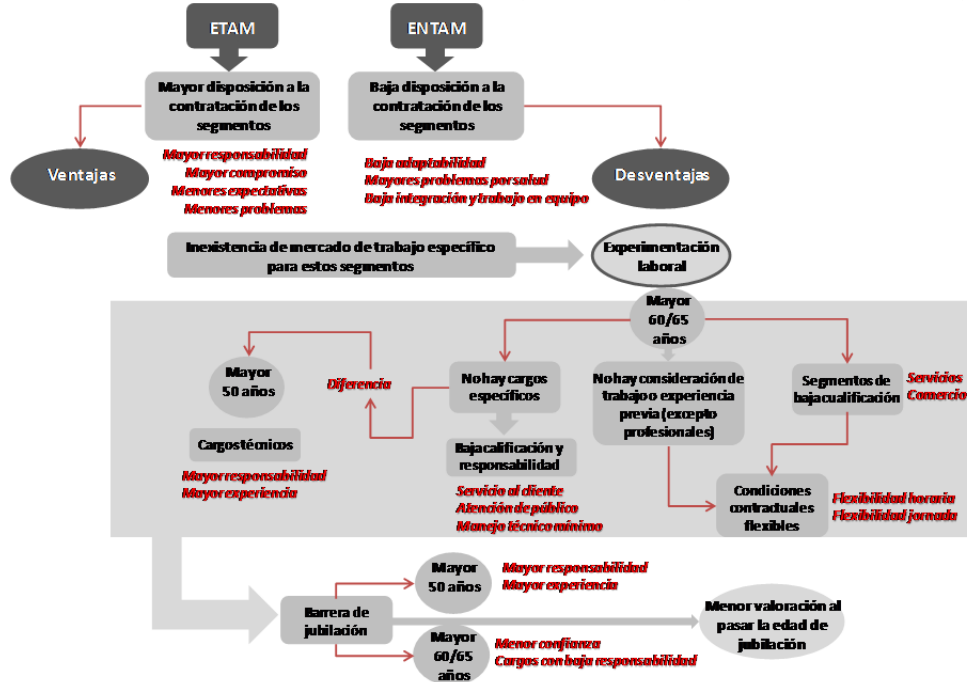 ETAM
ENTAM
Mayor disposición a la
contratación de los
segmentos
Baja disposición a la
contratación de los
segmentos
Ventajas
Mayor responsabilidad
Mayor compromiso
Menores expectativas
Menores problemas
Baja adaptabilidad
Mayores problemas por salud
Baja integración y trabajo en equipo
Desventajas
Inexistencia de mercado de trabajo específico
para estos segmentos
Experimentación
laboral
Mayor
60/65
años
Mayor
50 años
Diferencia
No hay cargos
específicos
No hay consideración de
trabajo o experiencia
previa (excepto
profesionales)
Segmentos de
baja cualificación
Servicios
Comercio
Cargos técnicos
Mayor responsabilidad
Mayor experiencia
Baja calificación y
responsabilidad
Servicio al cliente
Atención de público
Manejo técnico mínimo
Condiciones
contractuales
flexibles
Flexibilidad horaria
Flexibilidad jornada
Mayor
50 años
Mayor responsabilidad
Mayor experiencia
Barrera de
jubilación
Menor valoración al
pasar la edad de
jubilación
Mayor
60/65
años
Menor confianza
Cargos con baja responsabilidad